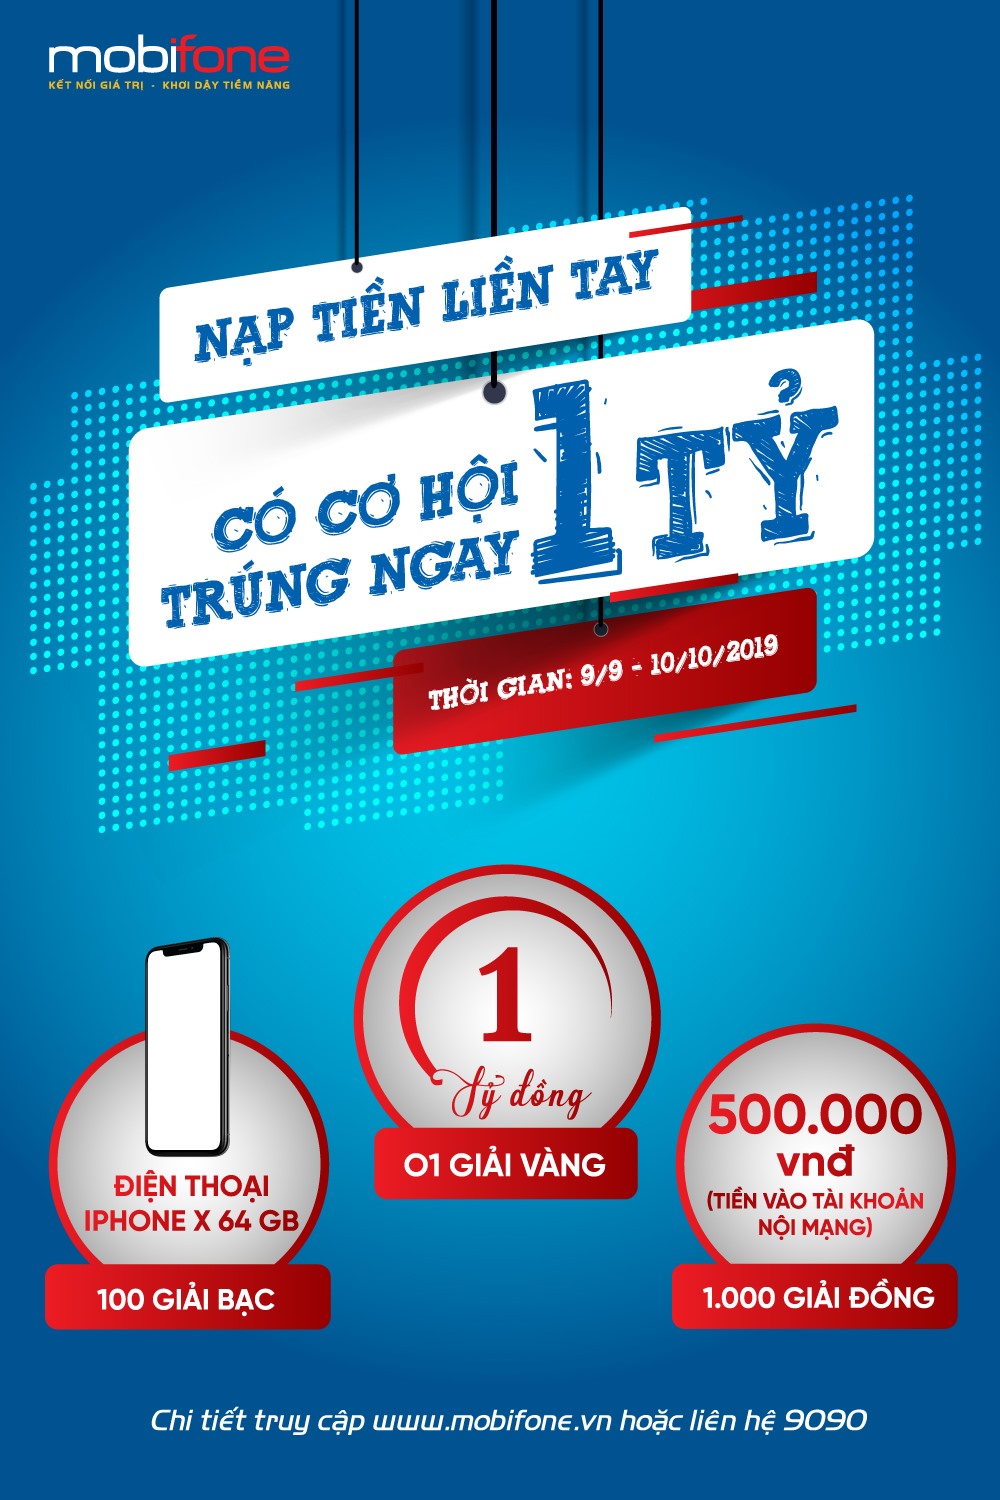 mobifone
KẾT NỐI GIÁ TRỊ - KHƠI DẬY TIỀM NĂNG
NẠP TIỀN LIỀN TAY
CÓ CƠ HỘI
TRÚNG NGAY
1 TỶ
THỜI GIAN: 9/9 - 10/10/2019
1
Tỷ đồng
01 GIẢI VÀNG
ĐIỆN THOẠI
IPHONE X 64 GB
100 GIẢI BẠC
500.000
vnđ
(TIỀN VÀO TÀI KHOẢN
NỘI MẠNG)
1.000 GIẢI ĐỒNG
Chi tiết truy cập www.mobifone.vn hoặc liên hệ 9090